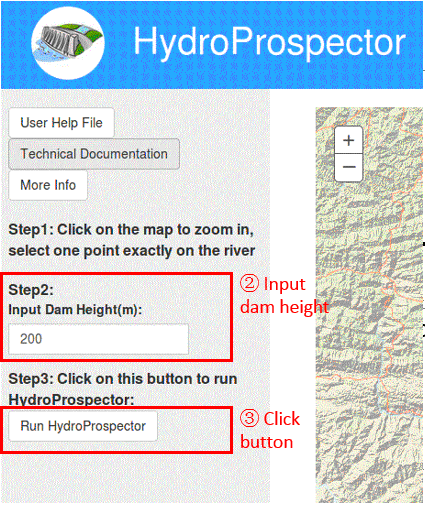 HydroProspector
User Help File
Technical Documentation
More Info
Step1: Click on the map to zoom in,
select one point exactly on the river
Step2:
Input Dam Height(m):
200
② Input
dam height
Step3: Click on this button to run
HydroProspector:
Run HydroProspector
③ Click
button
+
−